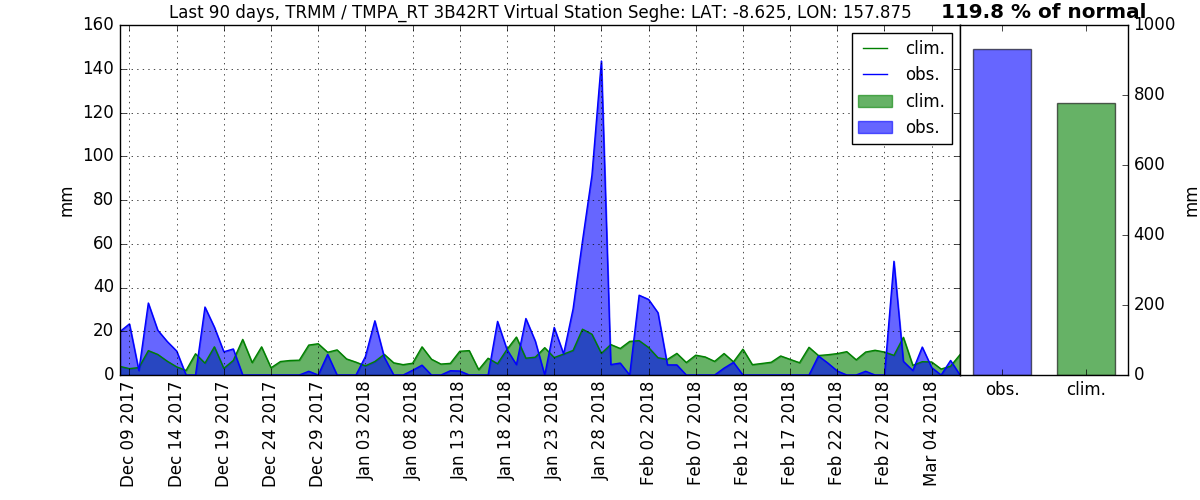 Last 90 days, TRMM / TMPA_RT 3B42RT Virtual Station Seghe: LAT: -8.625, LON: 157.875
119.8 % of normal
160
140
120
100
80
60
40
20
0
mm
clim.
obs.
clim.
obs.
1000
800
600
400
200
0
mm
obs.
clim.
Dec 09 2017
Dec 14 2017
Dec 19 2017
Dec 24 2017
Dec 29 2017
Jan 03 2018
Jan 08 2018
Jan 13 2018
Jan 18 2018
Jan 23 2018
Jan 28 2018
Feb 02 2018
Feb 07 2018
Feb 12 2018
Feb 17 2018
Feb 22 2018
Feb 27 2018
Mar 04 2018